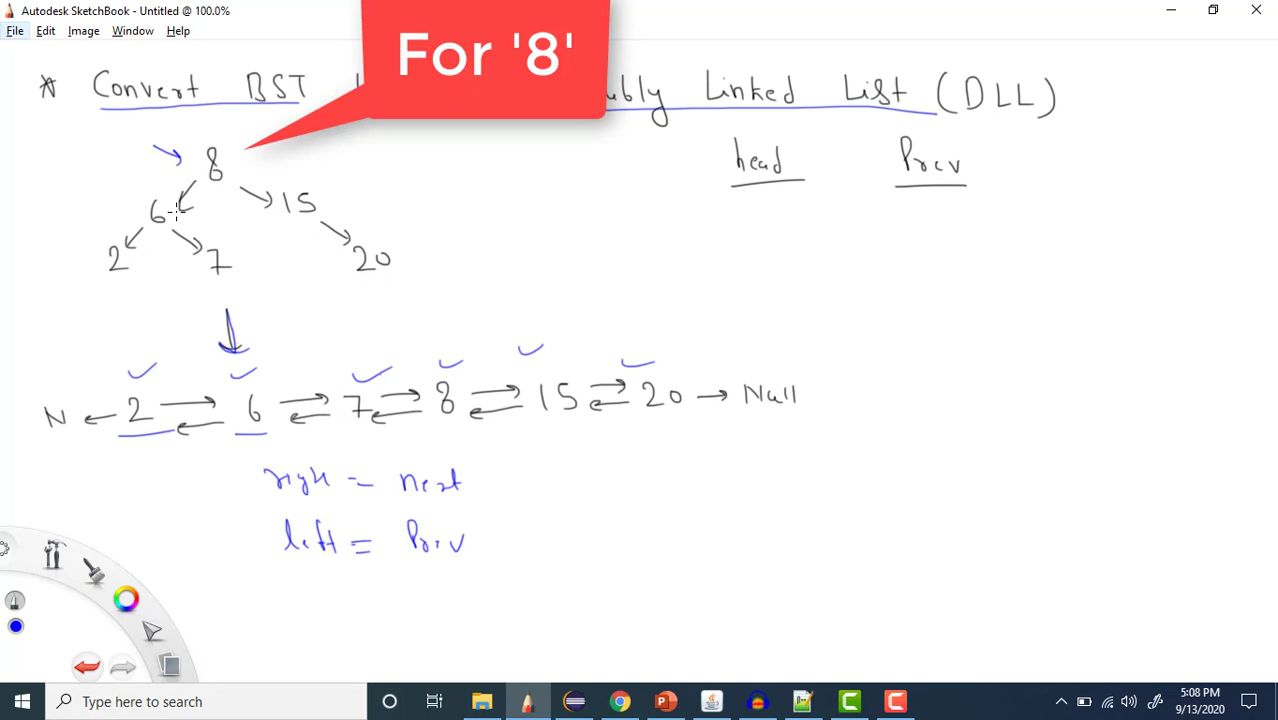 Autodesk SketchBook - Untitled @ 100.0%
File Edit Image Window Help
For '8'
* Convert BST ubly Linked List (DLL)
head Prev
8
6 15
2 7 20
N 2 6 7 8 15 20 Null
right = next
left = Prev
Type here to search
5:08 PM
9/13/2020